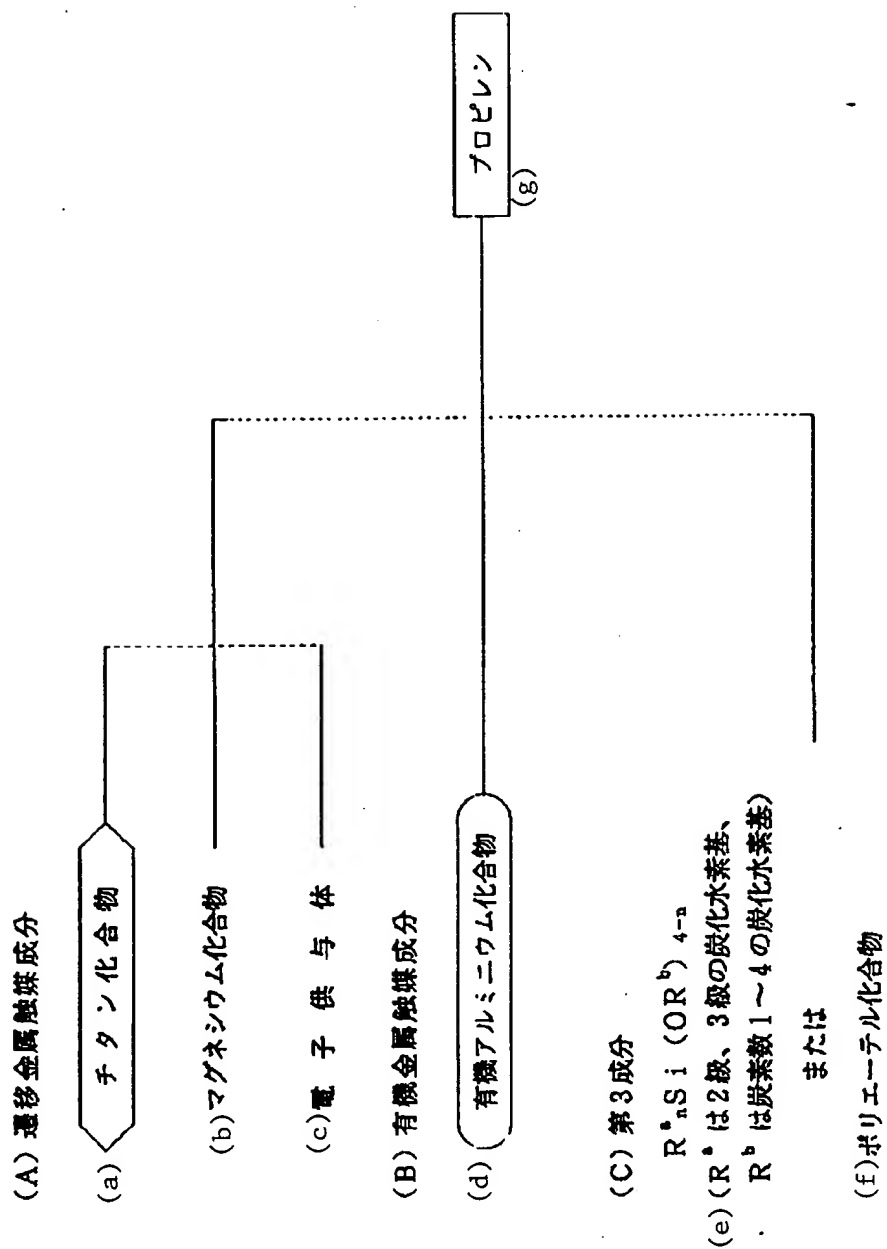 (A) 遷移金属触媒成分
(a) チタン化合物
(b)マグネシウム化合物
(c)電子供与体
(B) 有機金属触媒成分
(d) 有機アルミニウム化合物
(C) 第3成分
RᵃₙSi (ORᵇ)₄₋ₙ
(e) (Rᵃは2級、3級の炭化水素基、
Rᵇは炭素数1～4の炭化水素基)
または
(f)ポリエーテル化合物
プロピレン
(g)